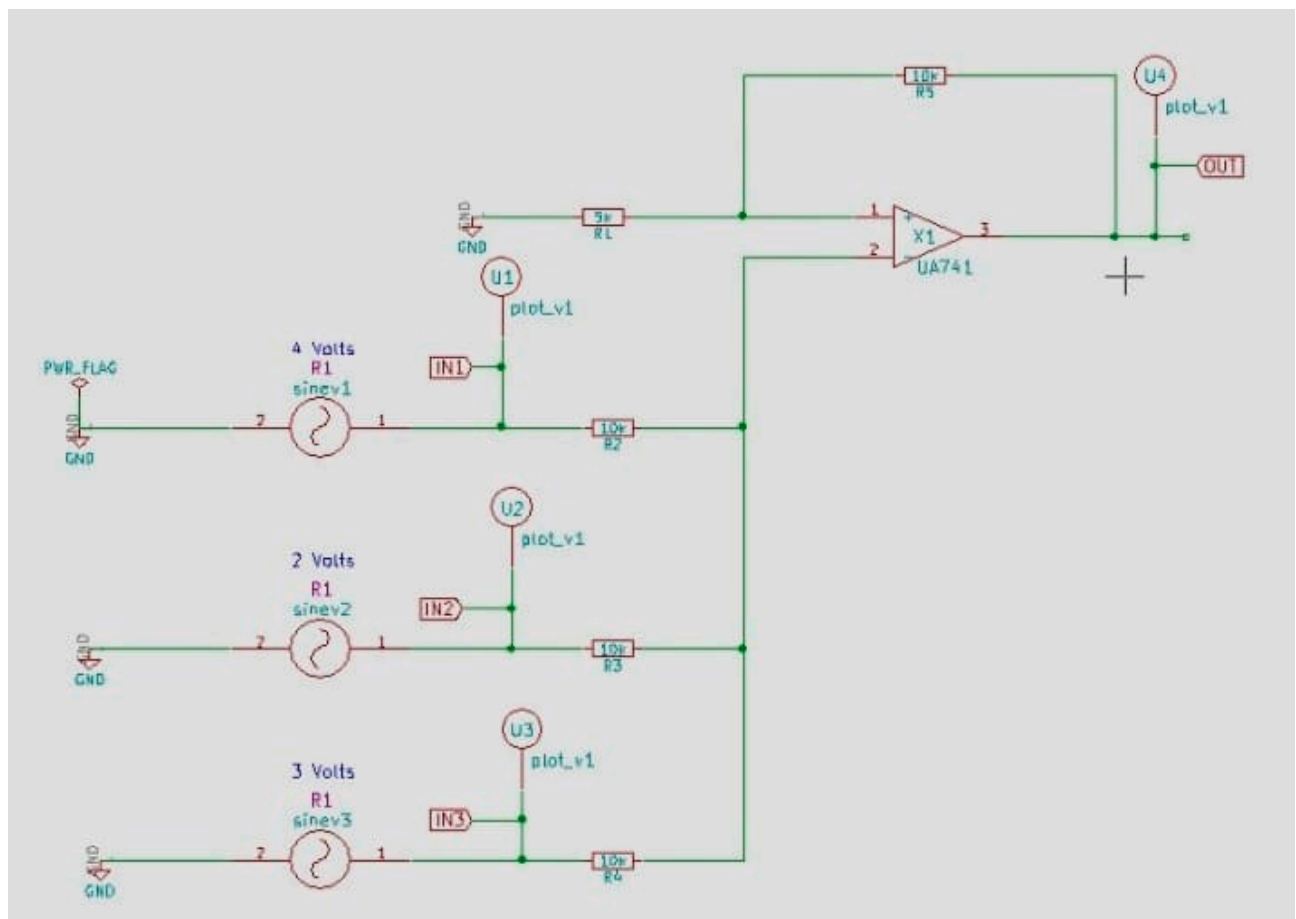 10k
R5
U4
plot_v1
OUT
GND
GND
5k
R1
1
2
+
-
X1
3
UA741
U1
plot_v1
IN1
4 Volts
R1
sinev1
PWR_FLAG
GND
GND
2
1
10k
R2
U2
plot_v1
IN2
2 Volts
R1
sinev2
GND
GND
2
1
10k
R3
U3
plot_v1
IN3
3 Volts
R1
sinev3
GND
GND
2
1
10k
R4